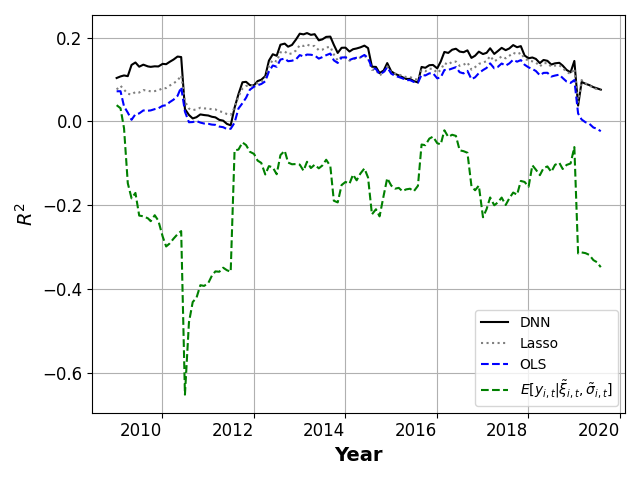 0.2
0.0
−0.2
−0.4
−0.6
R²
2010 2012 2014 2016 2018 2020
Year
DNN
Lasso
OLS
E[y_{i,t}|ξ̃_{i,t}, σ̃_{i,t}]